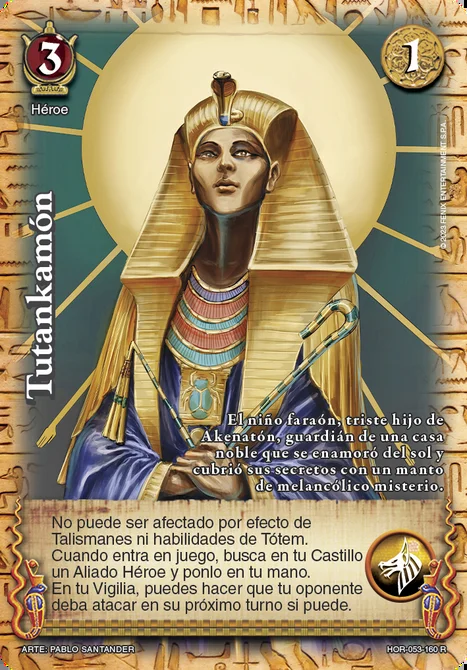 3
1
Héroe
© 2023 FENIX ENTERTAINMENT S.P.A.
Tutankamón
El niño faraón, triste hijo de
Akenatón, guardián de una casa
noble que se enamoró del sol y
cubrió sus secretos con un manto
de melancólico misterio.
No puede ser afectado por efecto de
Talismanes ni habilidades de Tótem.
Cuando entra en juego, busca en tu Castillo
un Aliado Héroe y ponlo en tu mano.
En tu Vigilia, puedes hacer que tu oponente
deba atacar en su próximo turno si puede.
ARTE: PABLO SANTANDER
HOR-053-160 R